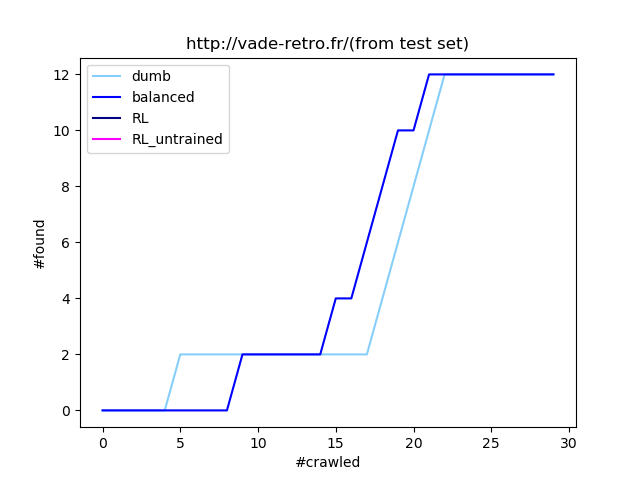 http://vade-retro.fr/(from test set)
dumb
balanced
RL
RL_untrained
12
10
8
6
4
2
0
#found
0 5 10 15 20 25 30
#crawled